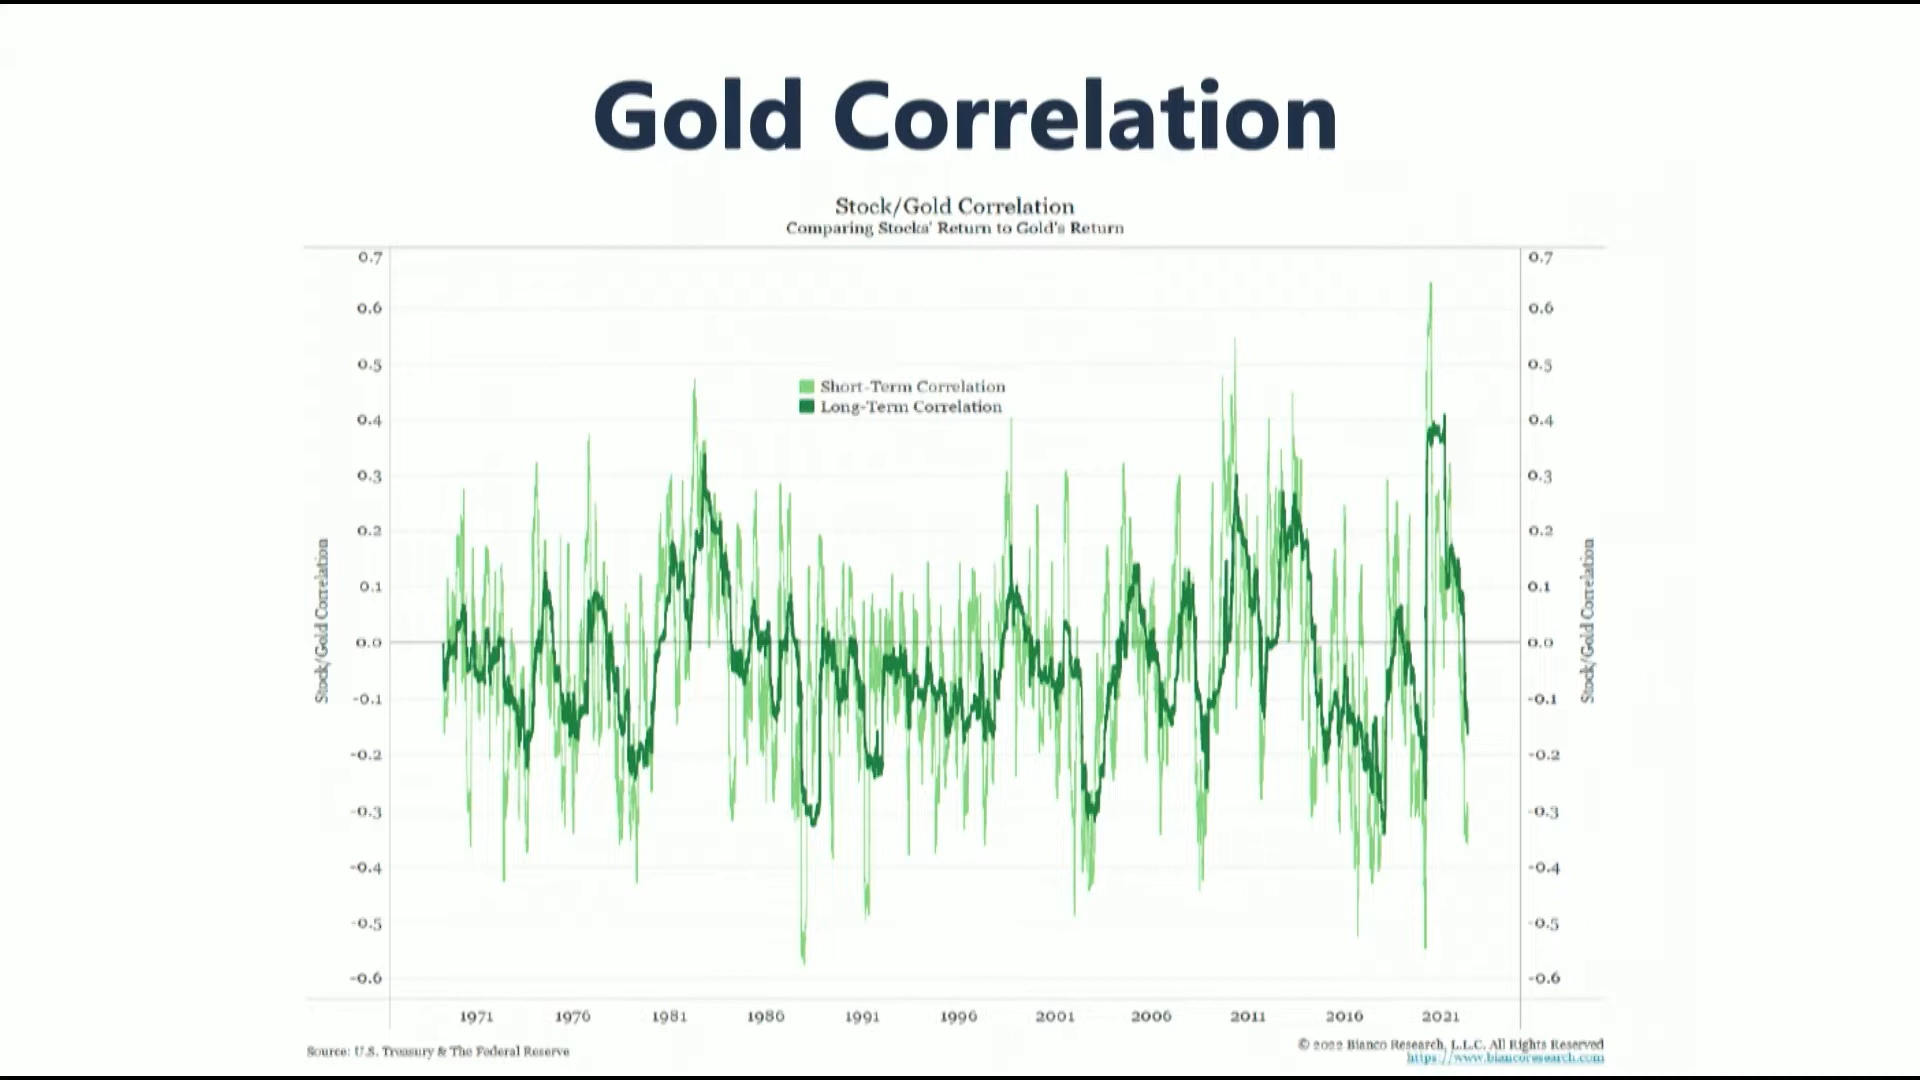 Gold Correlation
Stock/Gold Correlation
Comparing Stocks' Return to Gold's Return
0.7
0.7
0.6
0.6
0.5
0.5
Short-Term Correlation
Long-Term Correlation
0.4
0.4
0.3
0.3
0.2
0.2
Stock/Gold Correlation
Stock/Gold Correlation
0.1
0.1
0.0
0.0
-0.1
-0.1
-0.2
-0.2
-0.3
-0.3
-0.4
-0.4
-0.5
-0.5
-0.6
-0.6
1971 1976 1981 1986 1991 1996 2001 2006 2011 2016 2021
Source: U.S. Treasury & The Federal Reserve
© 2022 Bianco Research, L.L.C. All Rights Reserved
https://www.biancoresearch.com